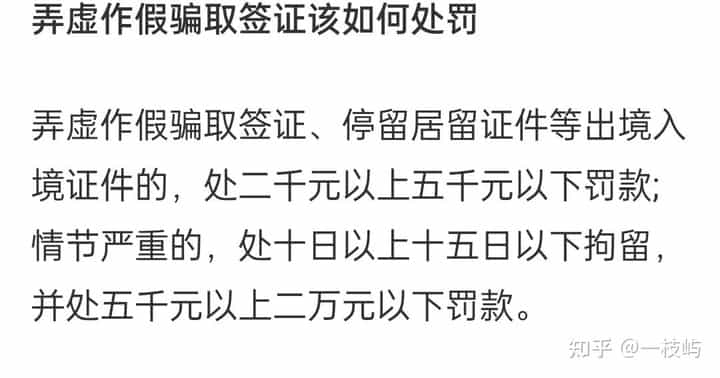 弄虚作假骗取签证该如何处罚
弄虚作假骗取签证、停留居留证件等出境入
境证件的，处二千元以上五千元以下罚款;
情节严重的，处十日以上十五日以下拘留，
并处五千元以上二万元以下罚款。
知乎 @一枝屿